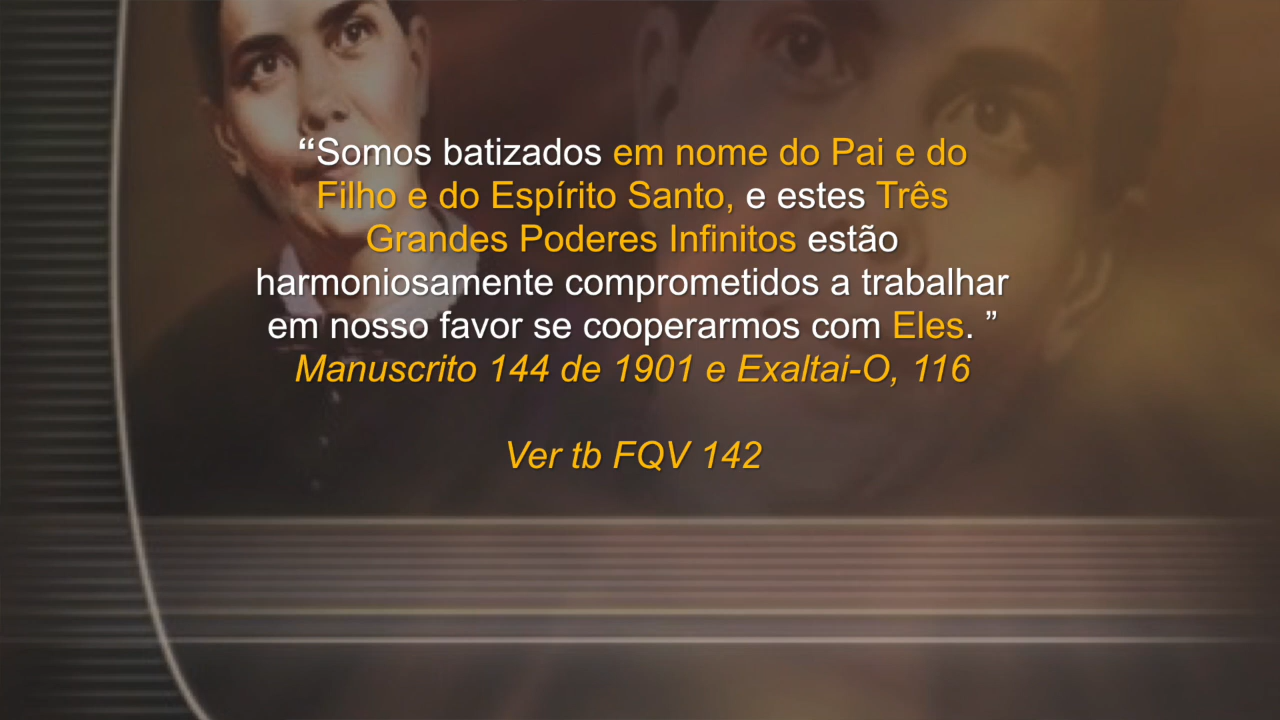 “Somos batizados em nome do Pai e do
Filho e do Espírito Santo, e estes Três
Grandes Poderes Infinitos estão
harmoniosamente comprometidos a trabalhar
em nosso favor se cooperarmos com Eles. ”
Manuscrito 144 de 1901 e Exaltai-O, 116
Ver tb FQV 142